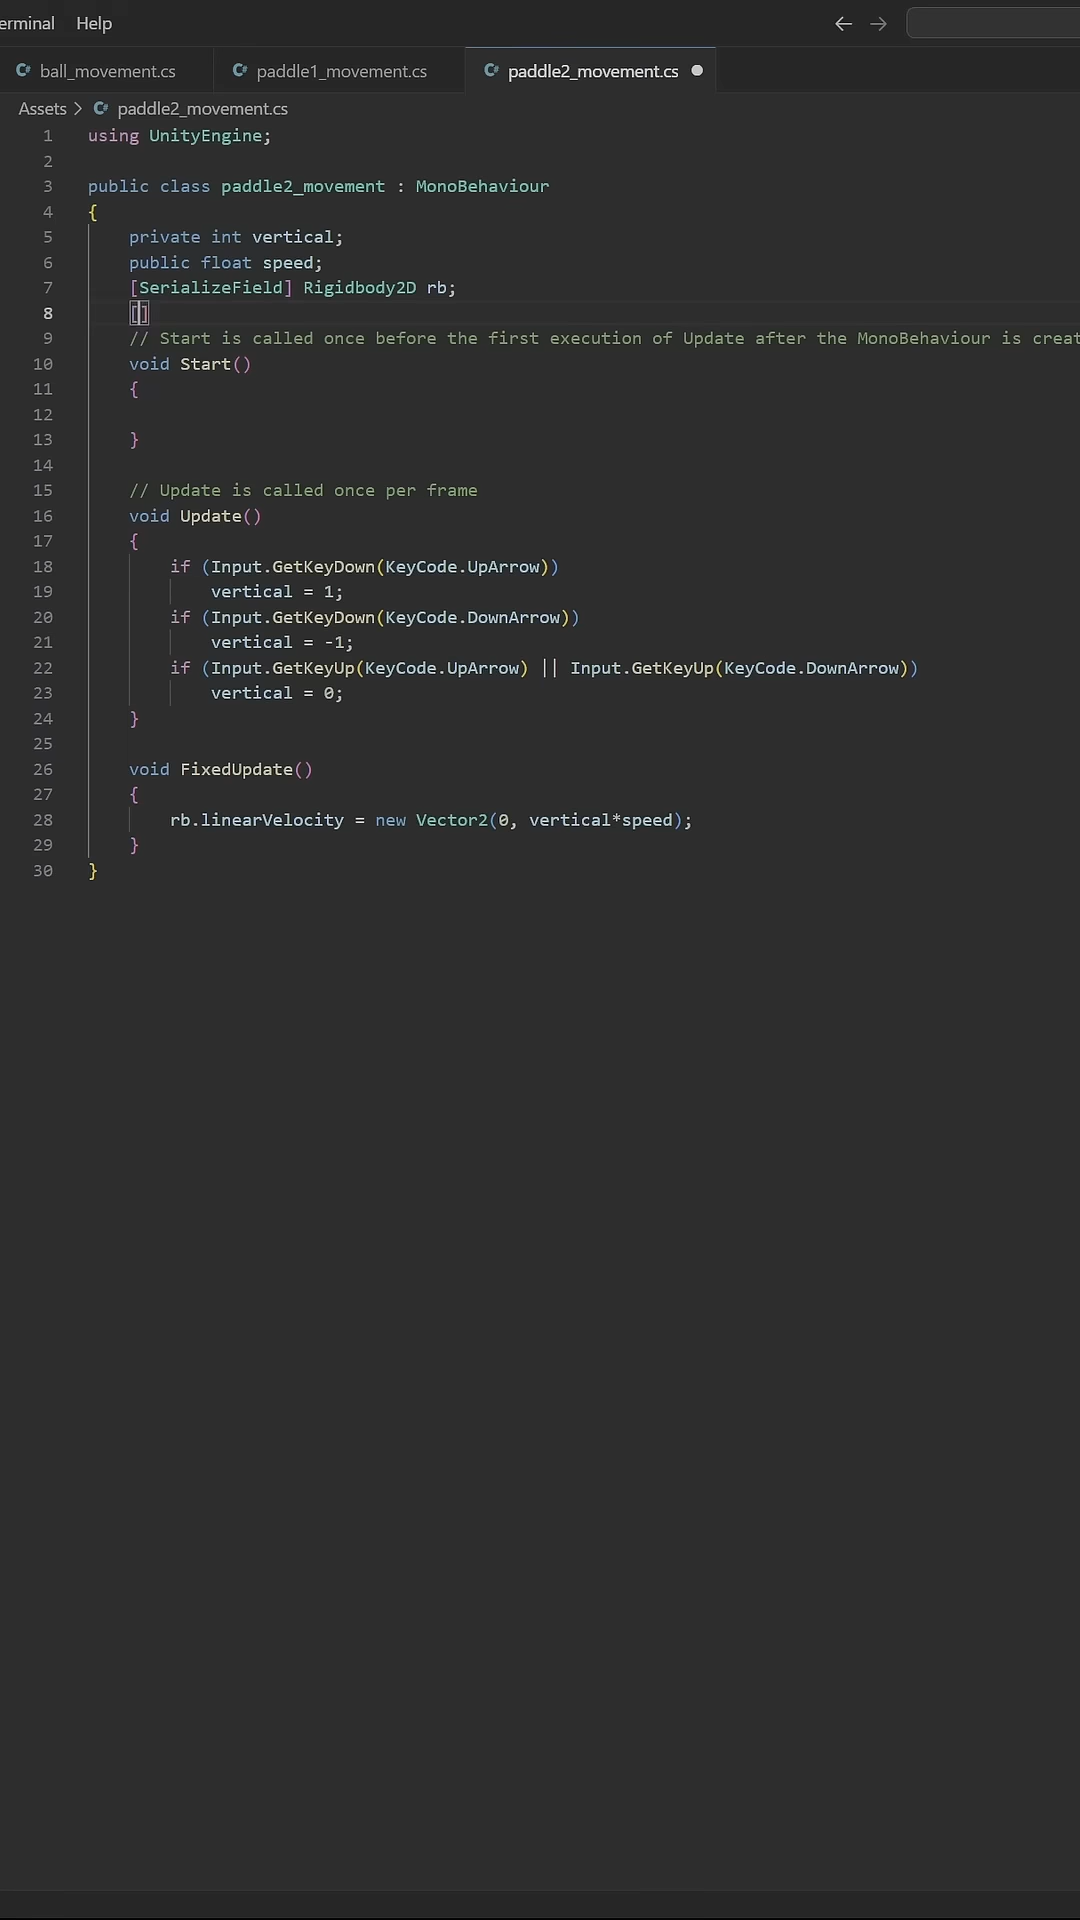 erminal Help
ball_movement.cs paddle1_movement.cs paddle2_movement.cs
Assets > paddle2_movement.cs
1 using UnityEngine;
2
3 public class paddle2_movement : MonoBehaviour
4 {
5 private int vertical;
6 public float speed;
7 [SerializeField] Rigidbody2D rb;
8 []
9 // Start is called once before the first execution of Update after the MonoBehaviour is creat
10 void Start()
11 {
12
13 }
14
15 // Update is called once per frame
16 void Update()
17 {
18 if (Input.GetKeyDown(KeyCode.UpArrow))
19 vertical = 1;
20 if (Input.GetKeyDown(KeyCode.DownArrow))
21 vertical = -1;
22 if (Input.GetKeyUp(KeyCode.UpArrow) || Input.GetKeyUp(KeyCode.DownArrow))
23 vertical = 0;
24 }
25
26 void FixedUpdate()
27 {
28 rb.linearVelocity = new Vector2(0, vertical*speed);
29 }
30 }